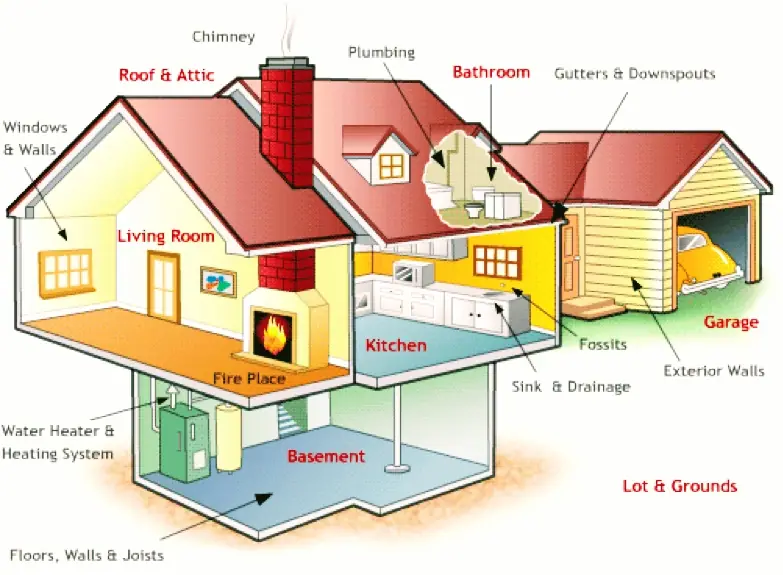 Chimney
Plumbing
Roof & Attic
Bathroom
Gutters & Downspouts
Windows
& Walls
Living Room
Garage
Kitchen
Fossits
Exterior Walls
Fire Place
Sink & Drainage
Water Heater &
Heating System
Basement
Lot & Grounds
Floors, Walls & Joists